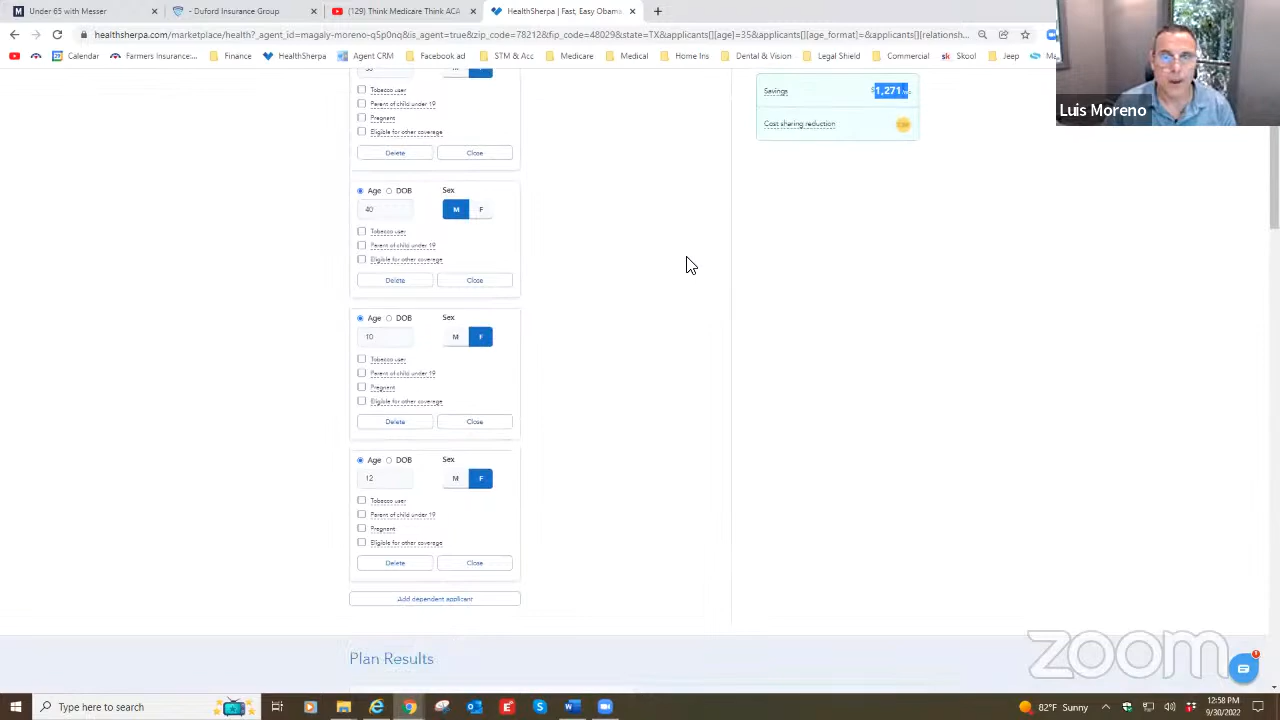 Under 65 with Messer
- Duford Insurance Group
(129) Think Medicare Think ACA
HealthSherpa | Fast, Easy Obama
healthsherpa.com/marketplace/health?_agent_id=magaly-moreno-q5p0nq&is_agent=true&zip_code=78212&fip_code=48029&state=TX&applicants[][age]=35&applicants[][age_format]=&applicants[][relationsh...
Calendar
Farmers Insurance:...
Finance
HealthSherpa
Agent CRM
Facebook ad
STM & Acc
Medicare
Medical
Home Ins
Dental & Vision
Legal Shield
Commercial
sk Skool
Jeep
Luis Moreno
Tobacco user
Parent of child under 19
Pregnant
Eligible for other coverage
Delete Close
Savings $1,271/mo
Cost sharing reduction
Age DOB Sex
40 M F
Tobacco user
Parent of child under 19
Eligible for other coverage
Delete Close
Age DOB Sex
10 M F
Tobacco user
Parent of child under 19
Pregnant
Eligible for other coverage
Delete Close
Age DOB Sex
12 M F
Tobacco user
Parent of child under 19
Pregnant
Eligible for other coverage
Delete Close
Add dependent applicant
Plan Results
zoom
Type here to search
82°F Sunny
12:58 PM
9/30/2022